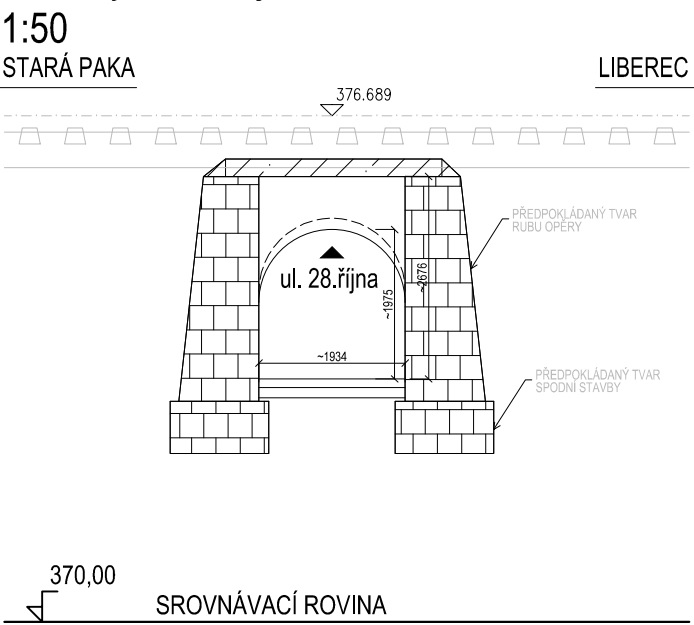 1:50
STARÁ PAKA
LIBEREC
376.689
PŘEDPOKLÁDANÝ TVAR
RUBU OPĚRY
ul. 28.října
~2676
~1975
~1934
PŘEDPOKLÁDANÝ TVAR
SPODNÍ STAVBY
370,00
SROVNÁVACÍ ROVINA